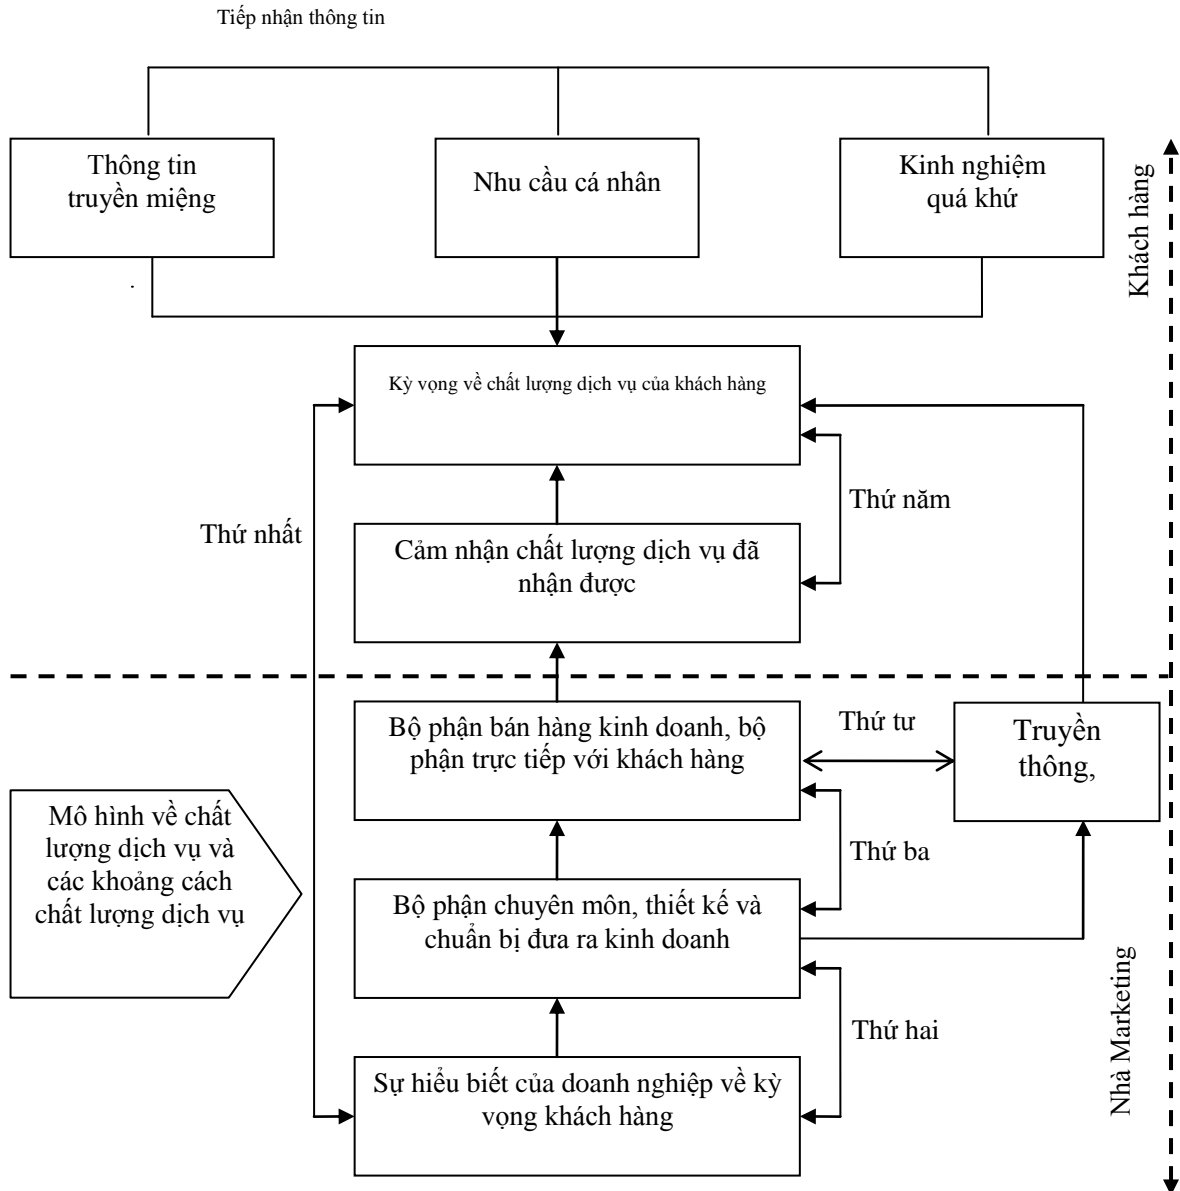 Tiếp nhận thông tin
Thông tin
truyền miệng
Nhu cầu cá nhân
Kinh nghiệm
quá khứ
Khách hàng
.
Kỳ vọng về chất lượng dịch vụ của khách hàng
Thứ năm
Thứ nhất
Cảm nhận chất lượng dịch vụ đã
nhận được
Bộ phận bán hàng kinh doanh, bộ
phận trực tiếp với khách hàng
Thứ tư
Truyền
thông,
Mô hình về chất
lượng dịch vụ và
các khoảng cách
chất lượng dịch vụ
Thứ ba
Bộ phận chuyên môn, thiết kế và
chuẩn bị đưa ra kinh doanh
Thứ hai
Nhà Marketing
Sự hiểu biết của doanh nghiệp về kỳ
vọng khách hàng